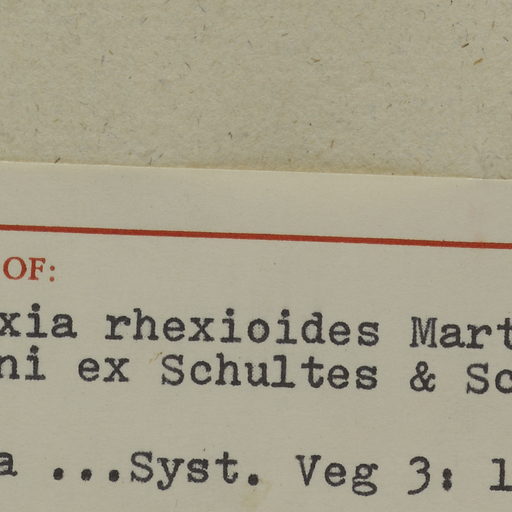 OF:
xia rhexioides Mart
ni ex Schultes & Sc
a ...Syst. Veg 3: 1